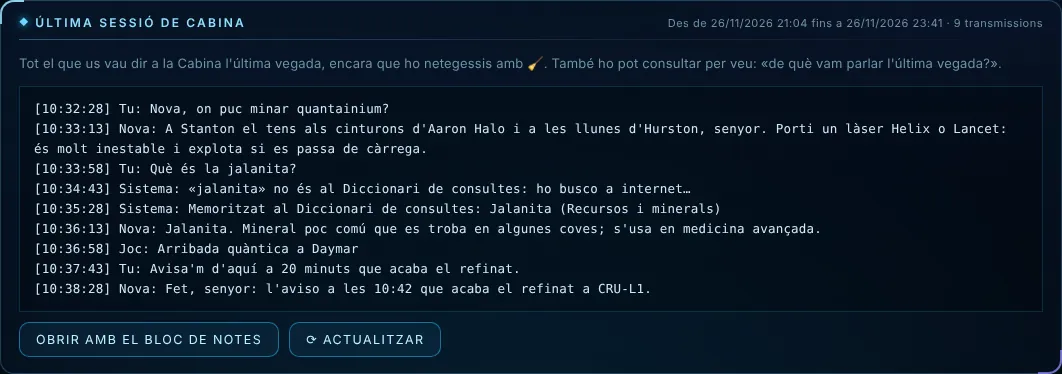 ◆ ÚLTIMA SESSIÓ DE CABINA
Des de 26/11/2026 21:04 fins a 26/11/2026 23:41 · 9 transmissions
Tot el que us vau dir a la Cabina l'última vegada, encara que ho netegessis amb 🧹. També ho pot consultar per veu: «de què vam parlar l'última vegada?».
[10:32:28] Tu: Nova, on puc minar quantainium?
[10:33:13] Nova: A Stanton el tens als cinturons d'Aaron Halo i a les llunes d'Hurston, senyor. Porti un làser Helix o Lancet:
és molt inestable i explota si es passa de càrrega.
[10:33:58] Tu: Què és la jalanita?
[10:34:43] Sistema: «jalanita» no és al Diccionari de consultes: ho busco a internet…
[10:35:28] Sistema: Memoritzat al Diccionari de consultes: Jalanita (Recursos i minerals)
[10:36:13] Nova: Jalanita. Mineral poc comú que es troba en algunes coves; s'usa en medicina avançada.
[10:36:58] Joc: Arribada quàntica a Daymar
[10:37:43] Tu: Avisa'm d'aquí a 20 minuts que acaba el refinat.
[10:38:28] Nova: Fet, senyor: l'aviso a les 10:42 que acaba el refinat a CRU-L1.
OBRIR AMB EL BLOC DE NOTES
⟳ ACTUALITZAR